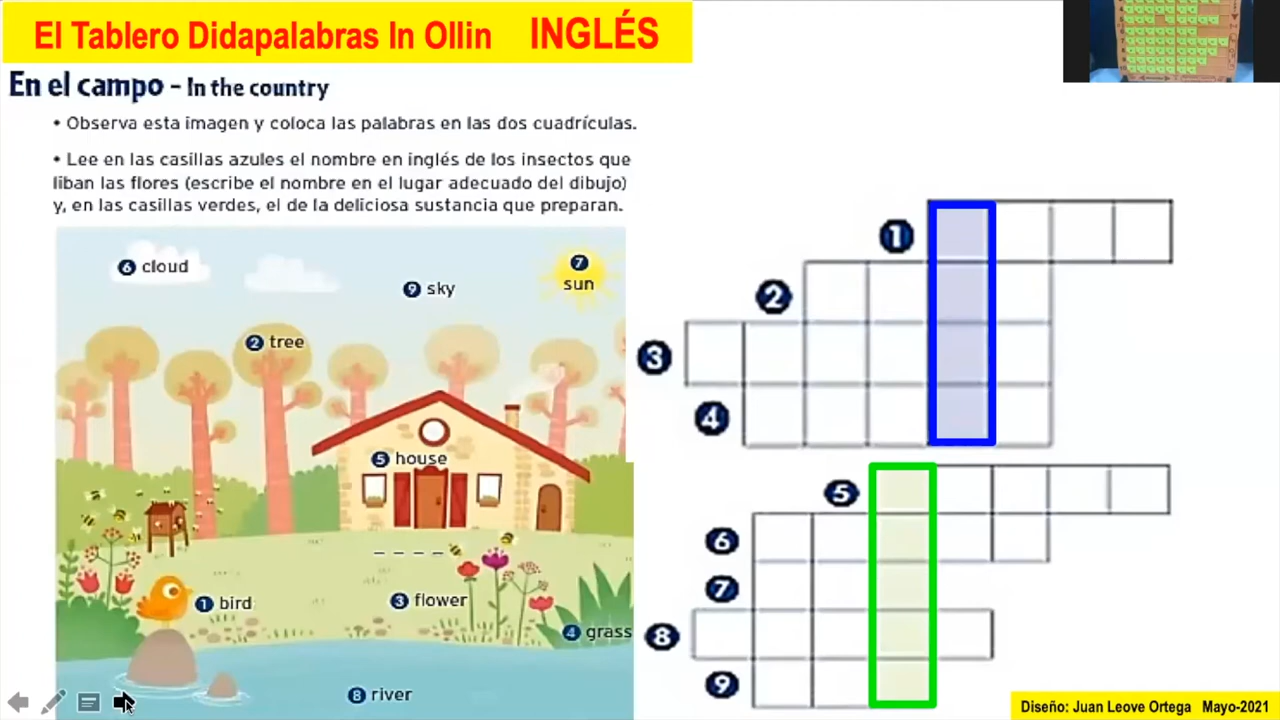 El Tablero Didapalabras In Ollin INGLÉS
En el campo - In the country
• Observa esta imagen y coloca las palabras en las dos cuadrículas.
• Lee en las casillas azules el nombre en inglés de los insectos que
liban las flores (escribe el nombre en el lugar adecuado del dibujo)
y, en las casillas verdes, el de la deliciosa sustancia que preparan.
6 cloud
7
sun
9 sky
2 tree
5 house
_ _ _ _
1 bird
3 flower
4 grass
8 river
1
2
3
4
5
6
7
8
9
Diseño: Juan Leove Ortega Mayo-2021